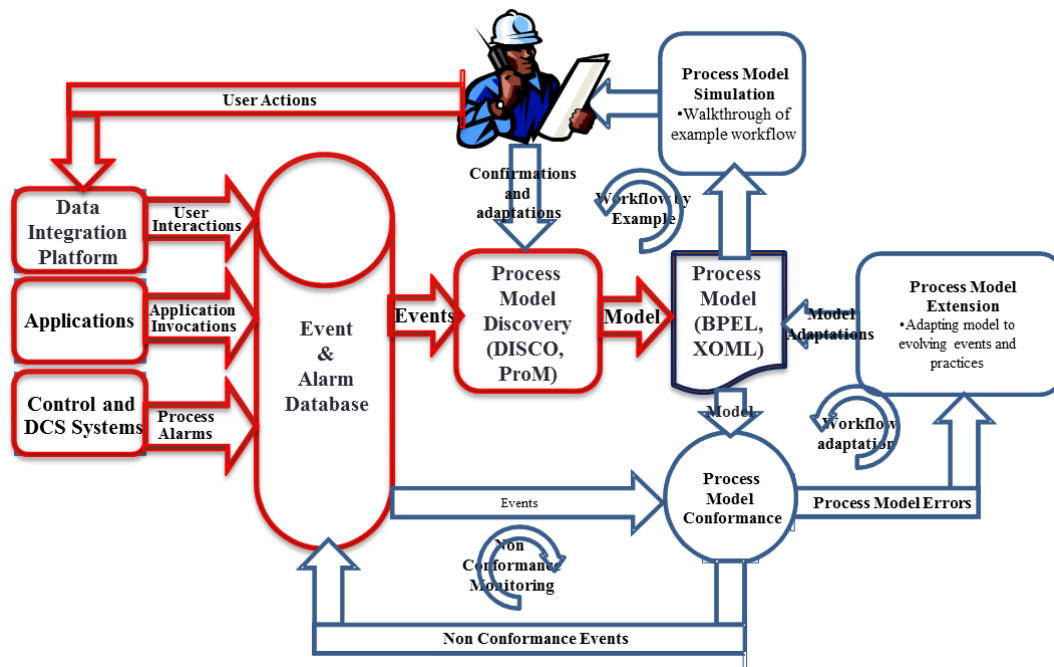 Process Model
Simulation
•Walkthrough of
example workflow
User Actions
Confirmations
and
adaptations
Workflow by
Example
Data
Integration
Platform
User
Interactions
Process
Model
Discovery
(DISCO,
ProM)
Process
Model
(BPEL,
XOML)
Process Model
Extension
•Adapting model to
evolving events and
practices
Applications
Application
Invocations
Event
&
Alarm
Database
Events
Model
Model
Adaptations
Control and
DCS Systems
Process
Alarms
Model
Workflow
adaptation
Events
Process
Model
Conformance
Process Model Errors
Non
Conformance
Monitoring
Non Conformance Events